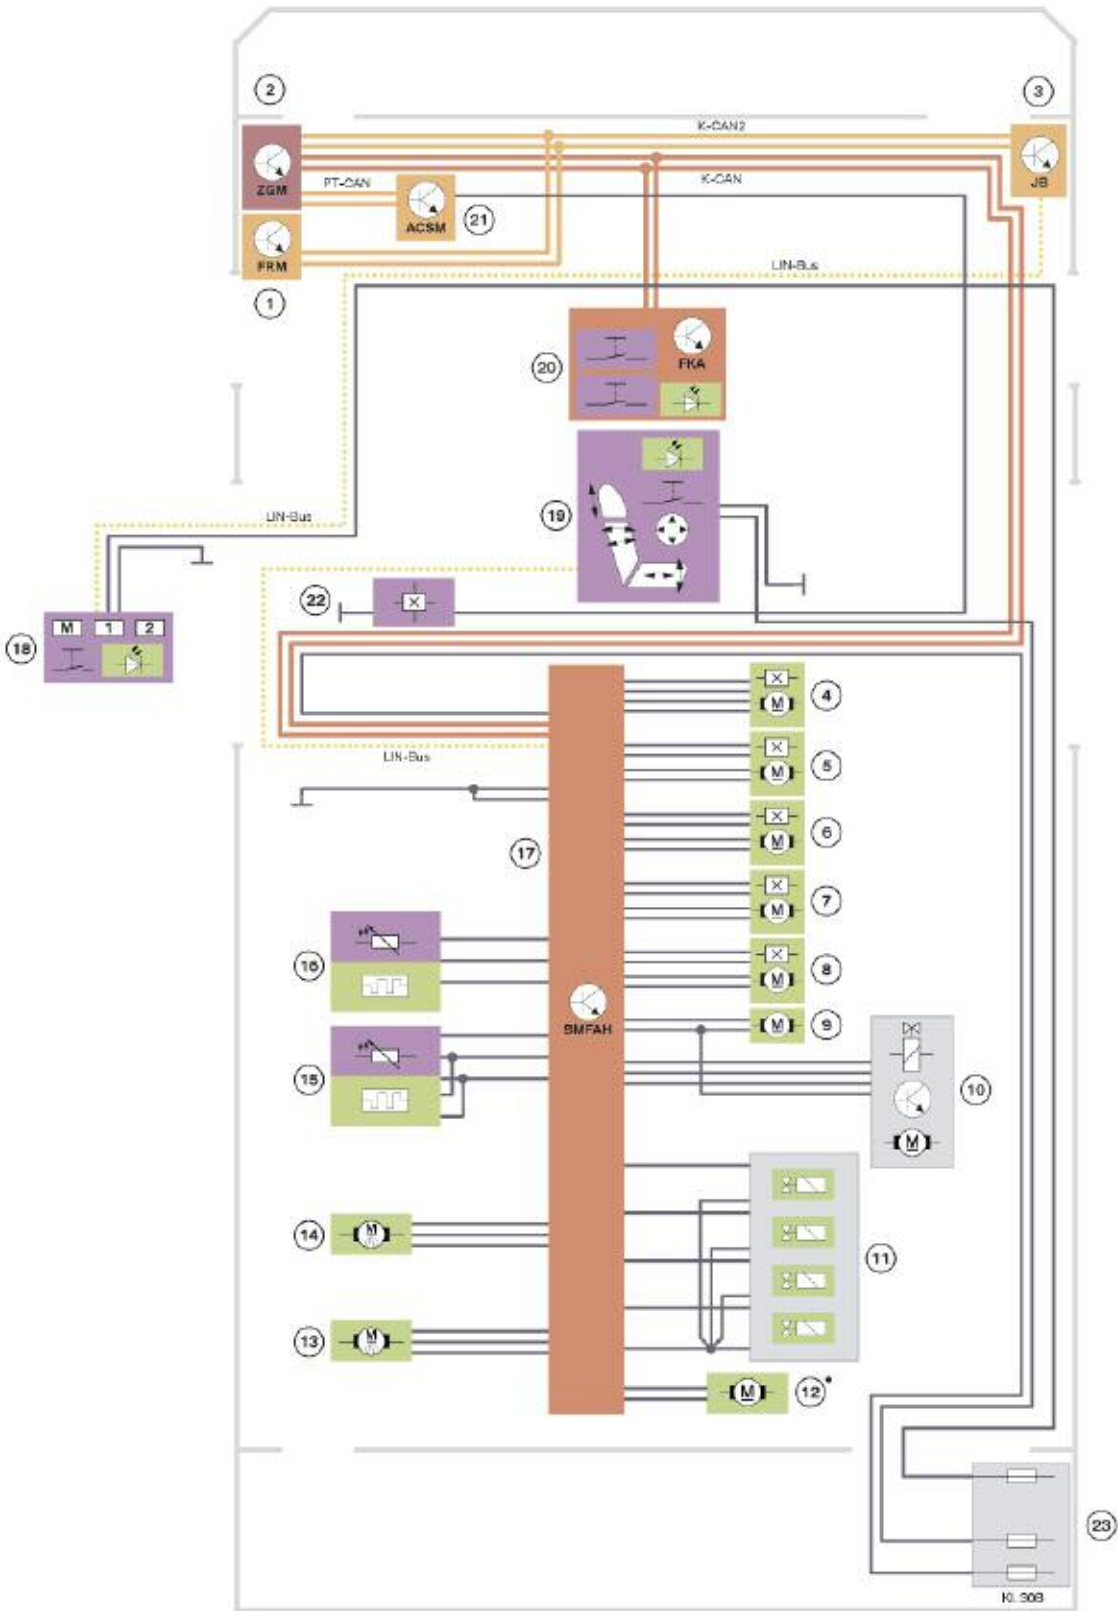 2
3
K-CAN2
ZGM
PT-CAN
K-CAN
JB
ACSM
21
FRM
LIN-Bus
1
20
FKA
19
LIN-Bus
22
M 1 2
18
4
LIN-Bus
M
5
M
17
6
M
7
M
16
8
M
SMFAH
M
9
15
10
M
14
M
11
13
M
M
12*
23
KL 30B